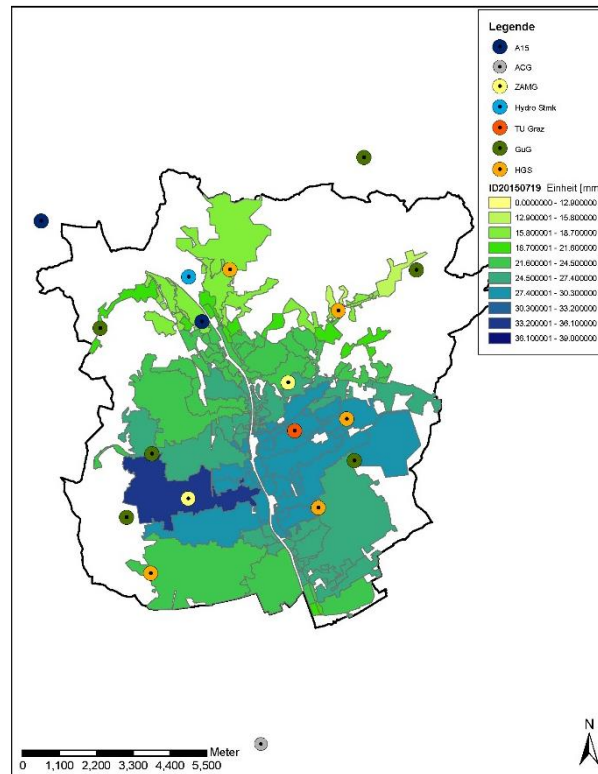 Legende
A15
ACG
ZAMG
Hydro Stmk
TU Graz
GuG
HGS
ID20150719 Einheit [mm
0.0000000 - 12.900000
12.900001 - 15.800000
15.800001 - 18.700000
18.700001 - 21.600000
21.600001 - 24.500000
24.500001 - 27.400000
27.400001 - 30.300000
30.300001 - 33.200000
33.200001 - 36.100000
36.100001 - 39.000000
N
Meter
0 1,100 2,200 3,300 4,400 5,500